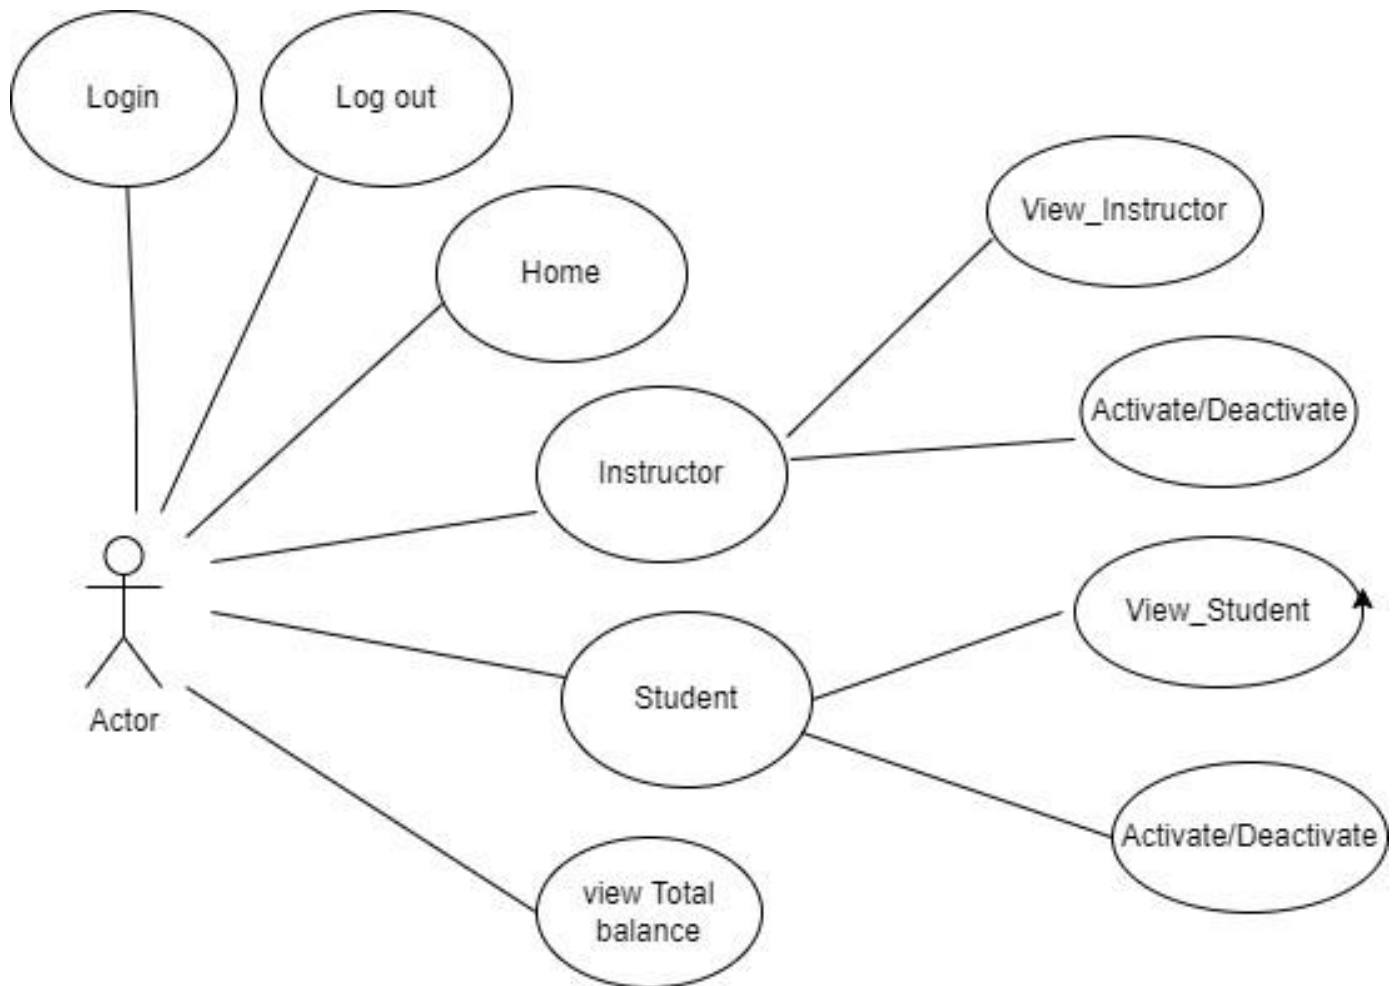 Login
Log out
View_Instructor
Home
Activate/Deactivate
Instructor
View_Student
Student
Actor
Activate/Deactivate
view Total
balance